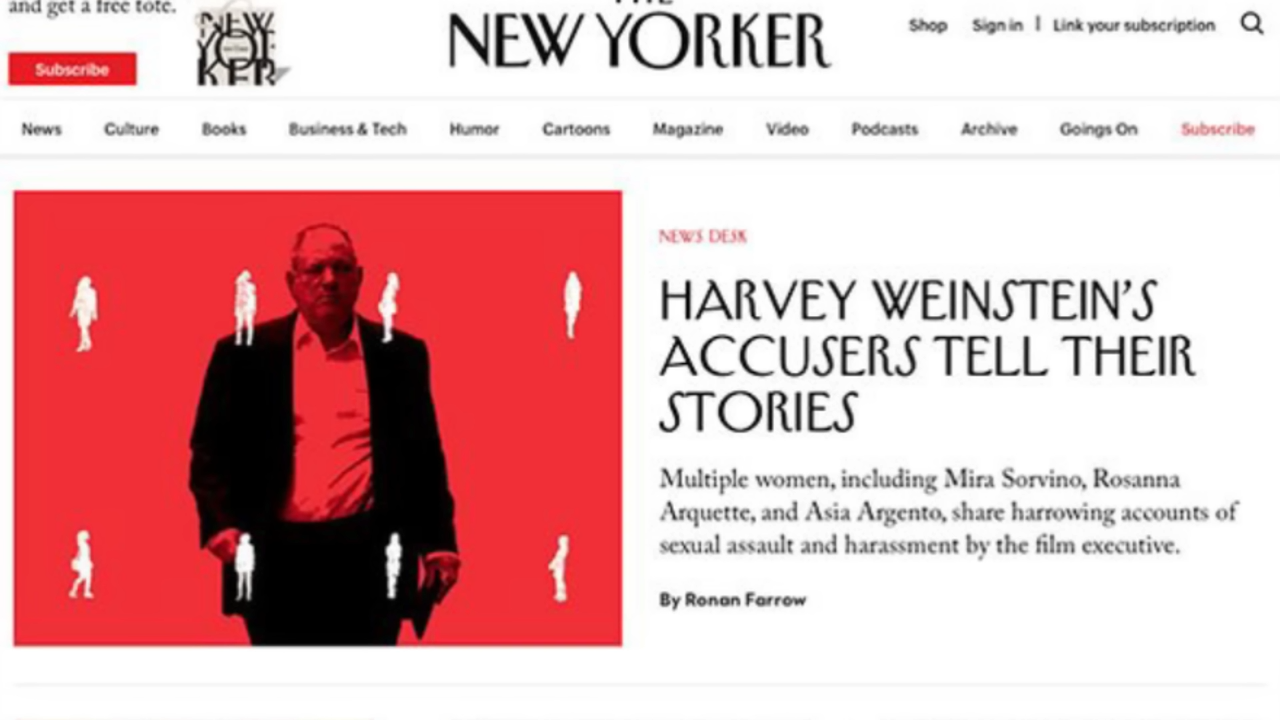 and get a free tote.
Subscribe
NEW YORKER
THE
NEW YORKER
Shop Sign in | Link your subscription
News Culture Books Business & Tech Humor Cartoons Magazine Video Podcasts Archive Goings On Subscribe
NEWS DESK
HARVEY WEINSTEIN'S
ACCUSERS TELL THEIR
STORIES
Multiple women, including Mira Sorvino, Rosanna
Arquette, and Asia Argento, share harrowing accounts of
sexual assault and harassment by the film executive.
By Ronan Farrow